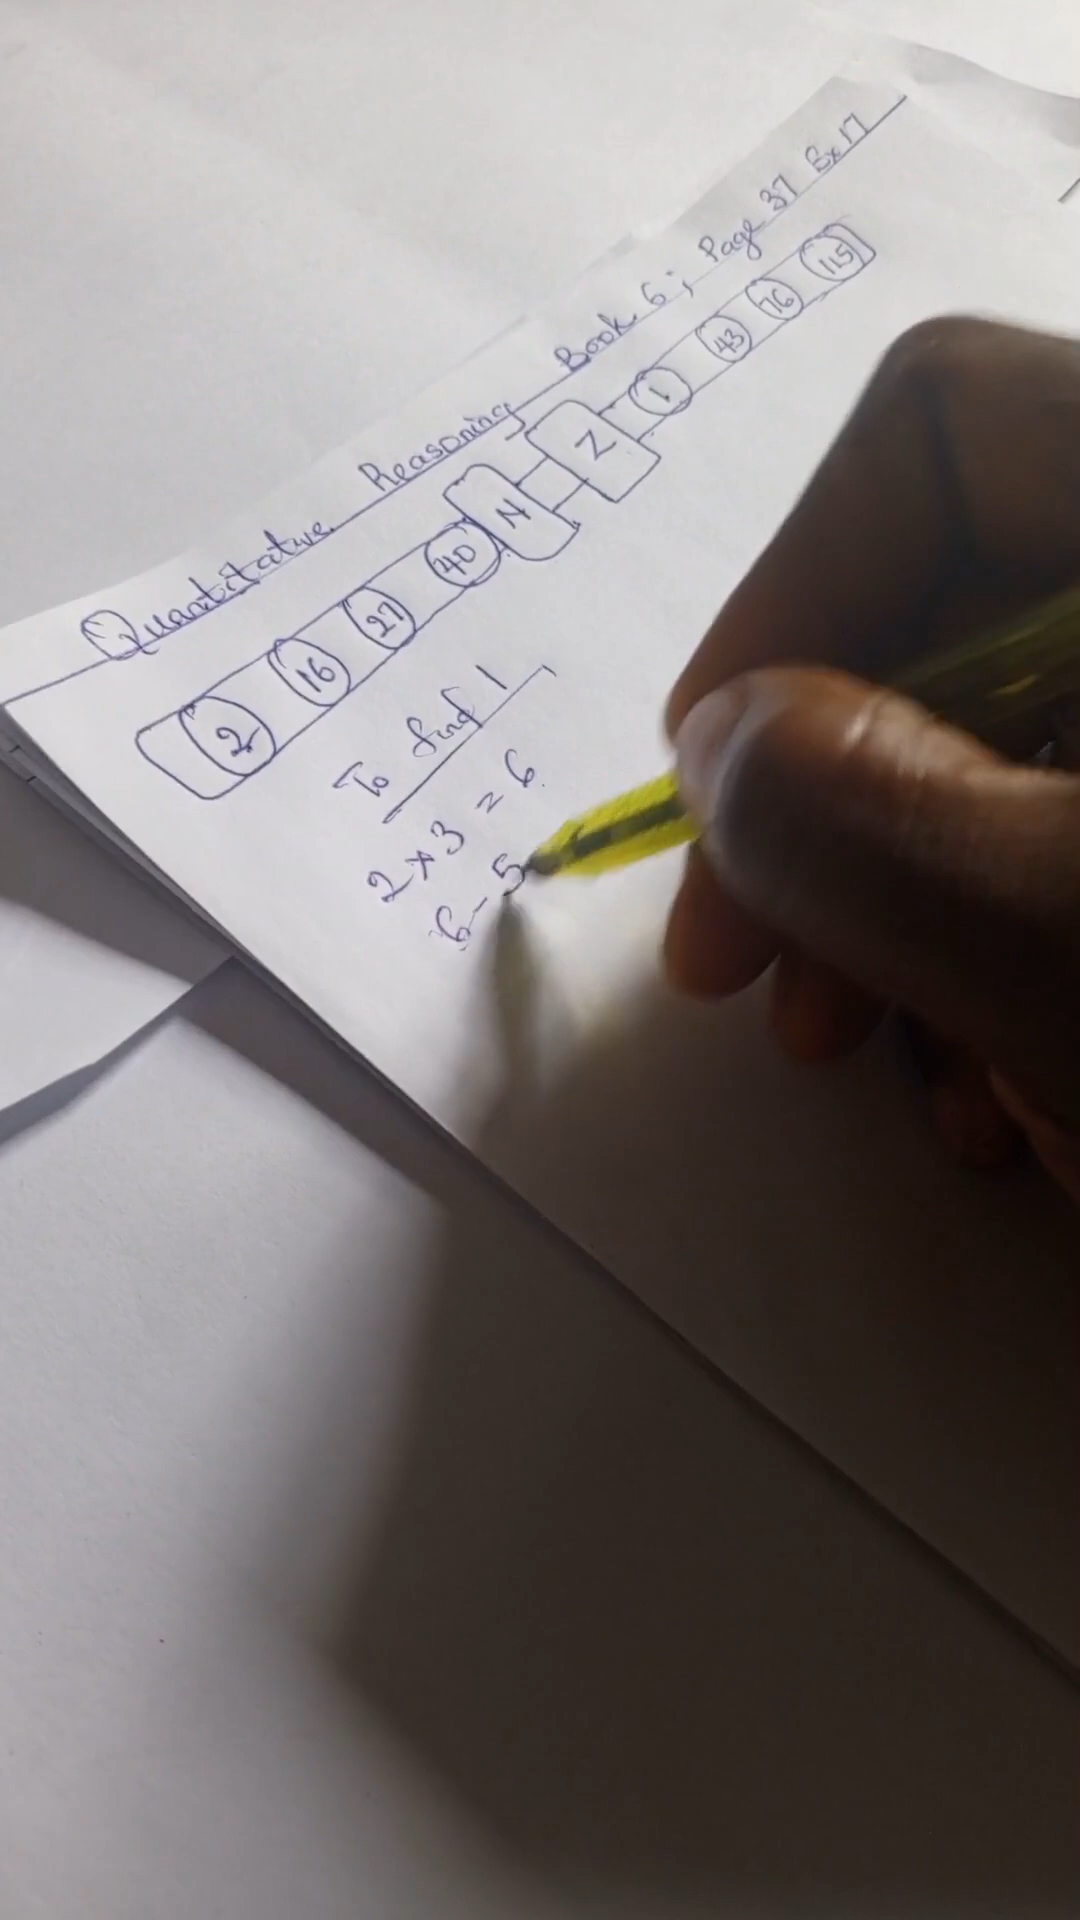 Quantitative Reasoning Book 6; Page 37 Ex 17
2 16 27 40 N Z 1 43 76 115
To find 1
2 × 3 = 6
6 - 5